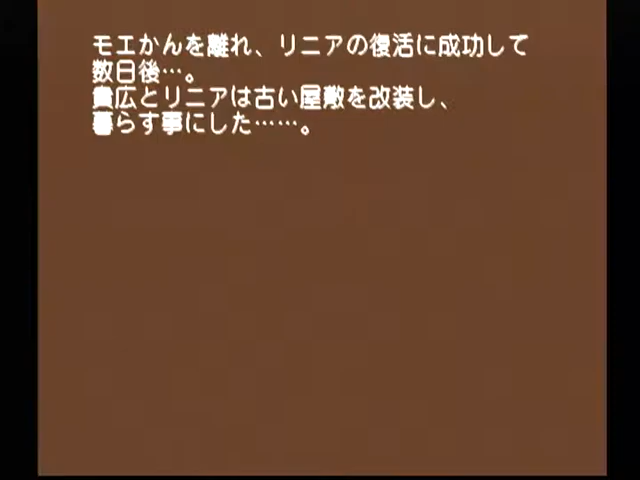 モエかんを離れ、リニアの復活に成功して
数日後…。
貴広とリニアは古い屋敷を改装し、
暮らす事にした……。